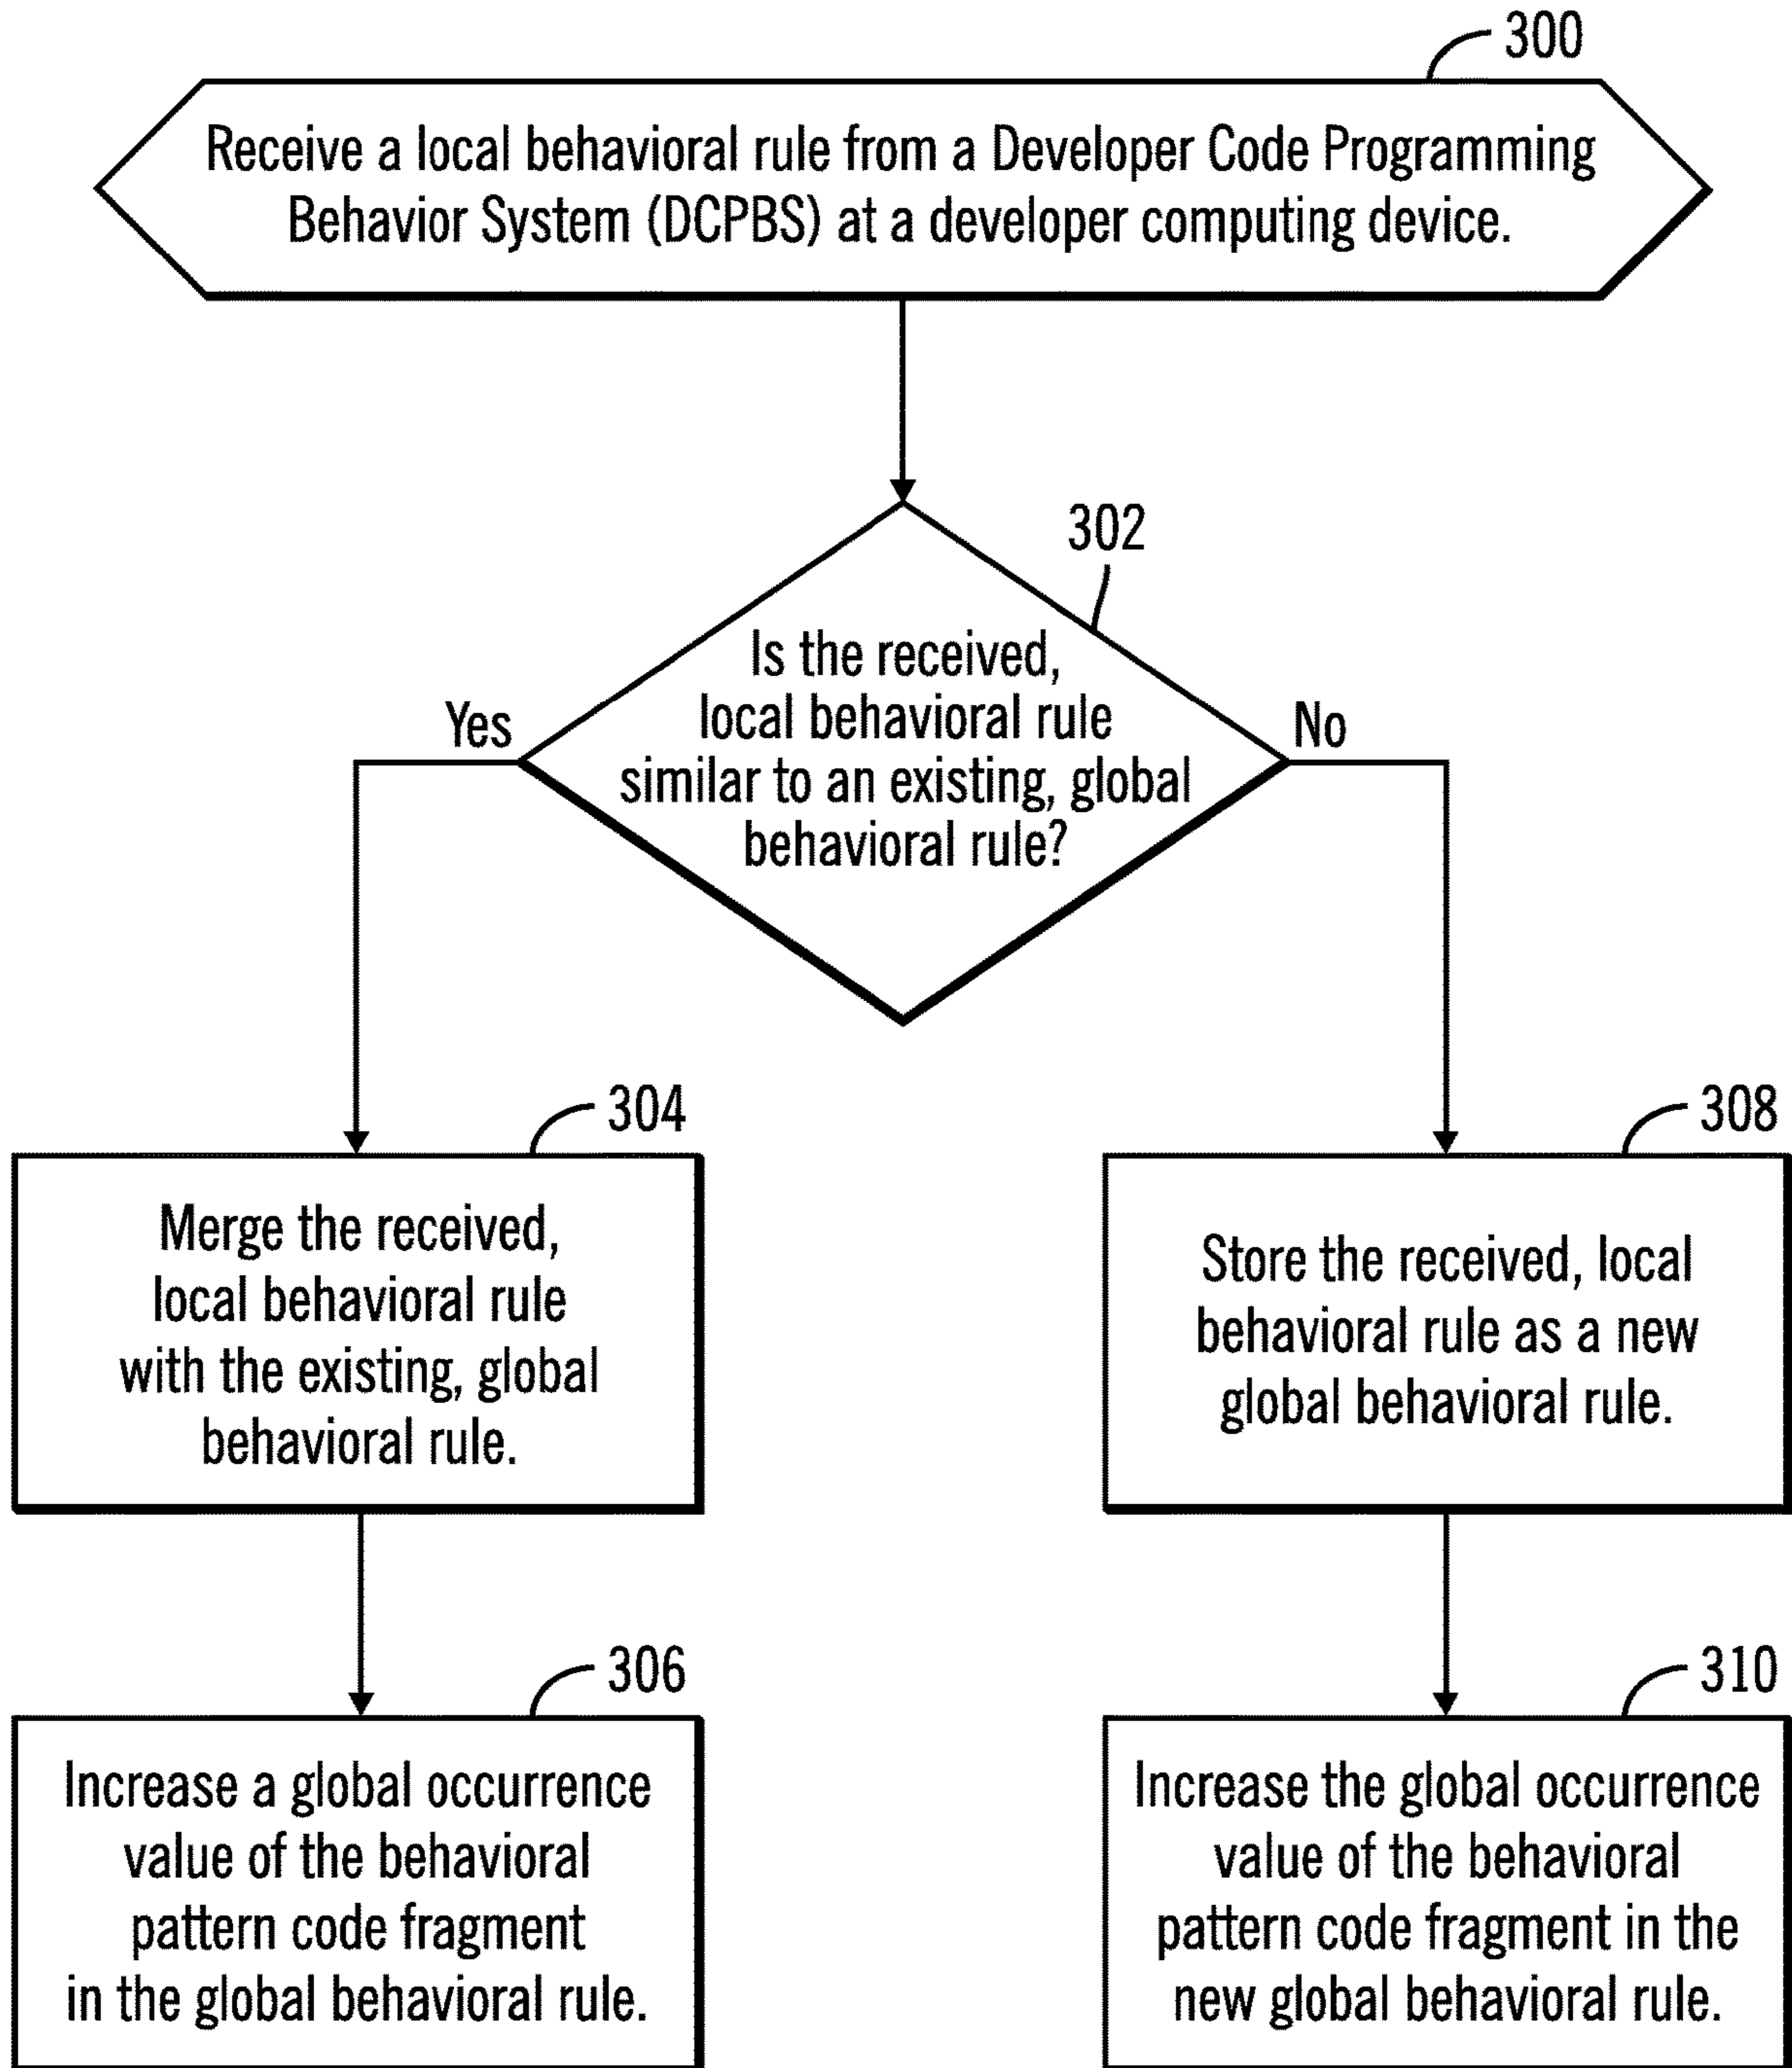 300
Receive a local behavioral rule from a Developer Code Programming
Behavior System (DCPBS) at a developer computing device.
302
Is the received,
local behavioral rule
similar to an existing, global
behavioral rule?
Yes
No
304
Merge the received,
local behavioral rule
with the existing, global
behavioral rule.
308
Store the received, local
behavioral rule as a new
global behavioral rule.
306
Increase a global occurrence
value of the behavioral
pattern code fragment
in the global behavioral rule.
310
Increase the global occurrence
value of the behavioral
pattern code fragment in the
new global behavioral rule.